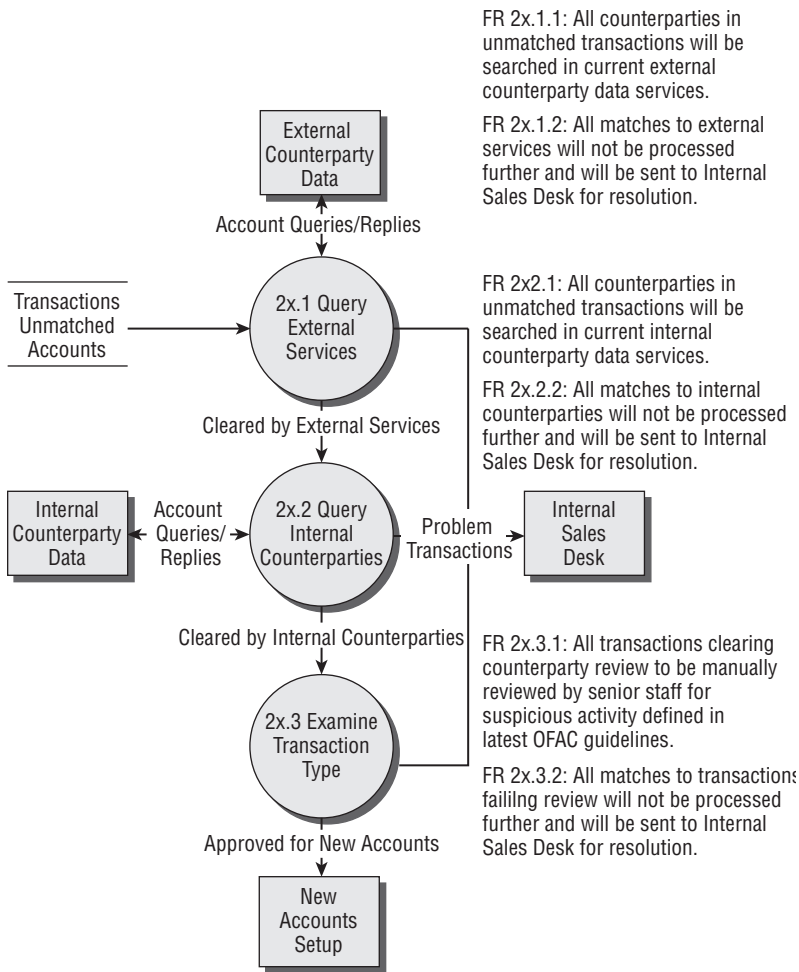 FR 2x.1.1: All counterparties in
unmatched transactions will be
searched in current external
counterparty data services.
FR 2x.1.2: All matches to external
services will not be processed
further and will be sent to Internal
Sales Desk for resolution.
External
Counterparty
Data
Account Queries/Replies
Transactions
Unmatched
Accounts
2x.1 Query
External
Services
FR 2x2.1: All counterparties in
unmatched transactions will be
searched in current internal
counterparty data services.
FR 2x.2.2: All matches to internal
counterparties will not be processed
further and will be sent to Internal
Sales Desk for resolution.
Cleared by External Services
Internal
Counterparty
Data
Account
Queries/
Replies
2x.2 Query
Internal
Counterparties
Problem
Transactions
Internal
Sales
Desk
Cleared by Internal Counterparties
FR 2x.3.1: All transactions clearing
counterparty review to be manually
reviewed by senior staff for
suspicious activity defined in
latest OFAC guidelines.
FR 2x.3.2: All matches to transactions
faililng review will not be processed
further and will be sent to Internal
Sales Desk for resolution.
2x.3 Examine
Transaction
Type
Approved for New Accounts
New
Accounts
Setup